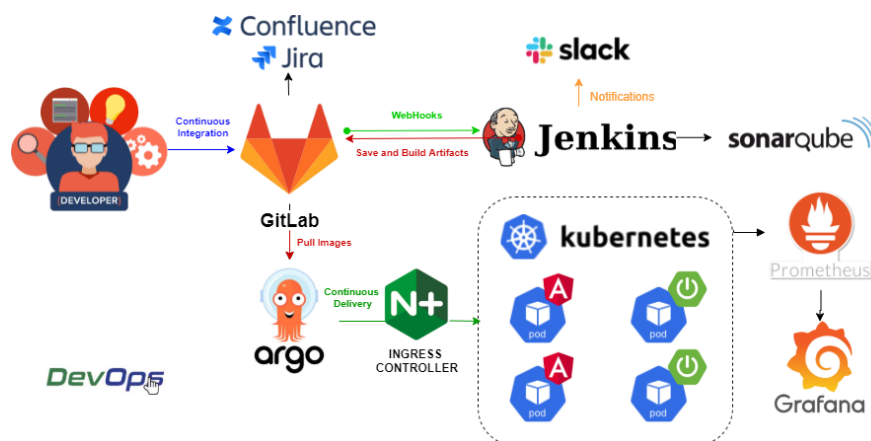 Confluence
Jira
slack
Notifications
Continuous
Integration
WebHooks
Save and Build Artifacts
Jenkins
sonarqube
{DEVELOPER}
GitLab
Pull Images
kubernetes
Prometheus
Continuous
Delivery
N+
argo
INGRESS
CONTROLLER
A
pod
pod
A
pod
pod
DevOps
Grafana